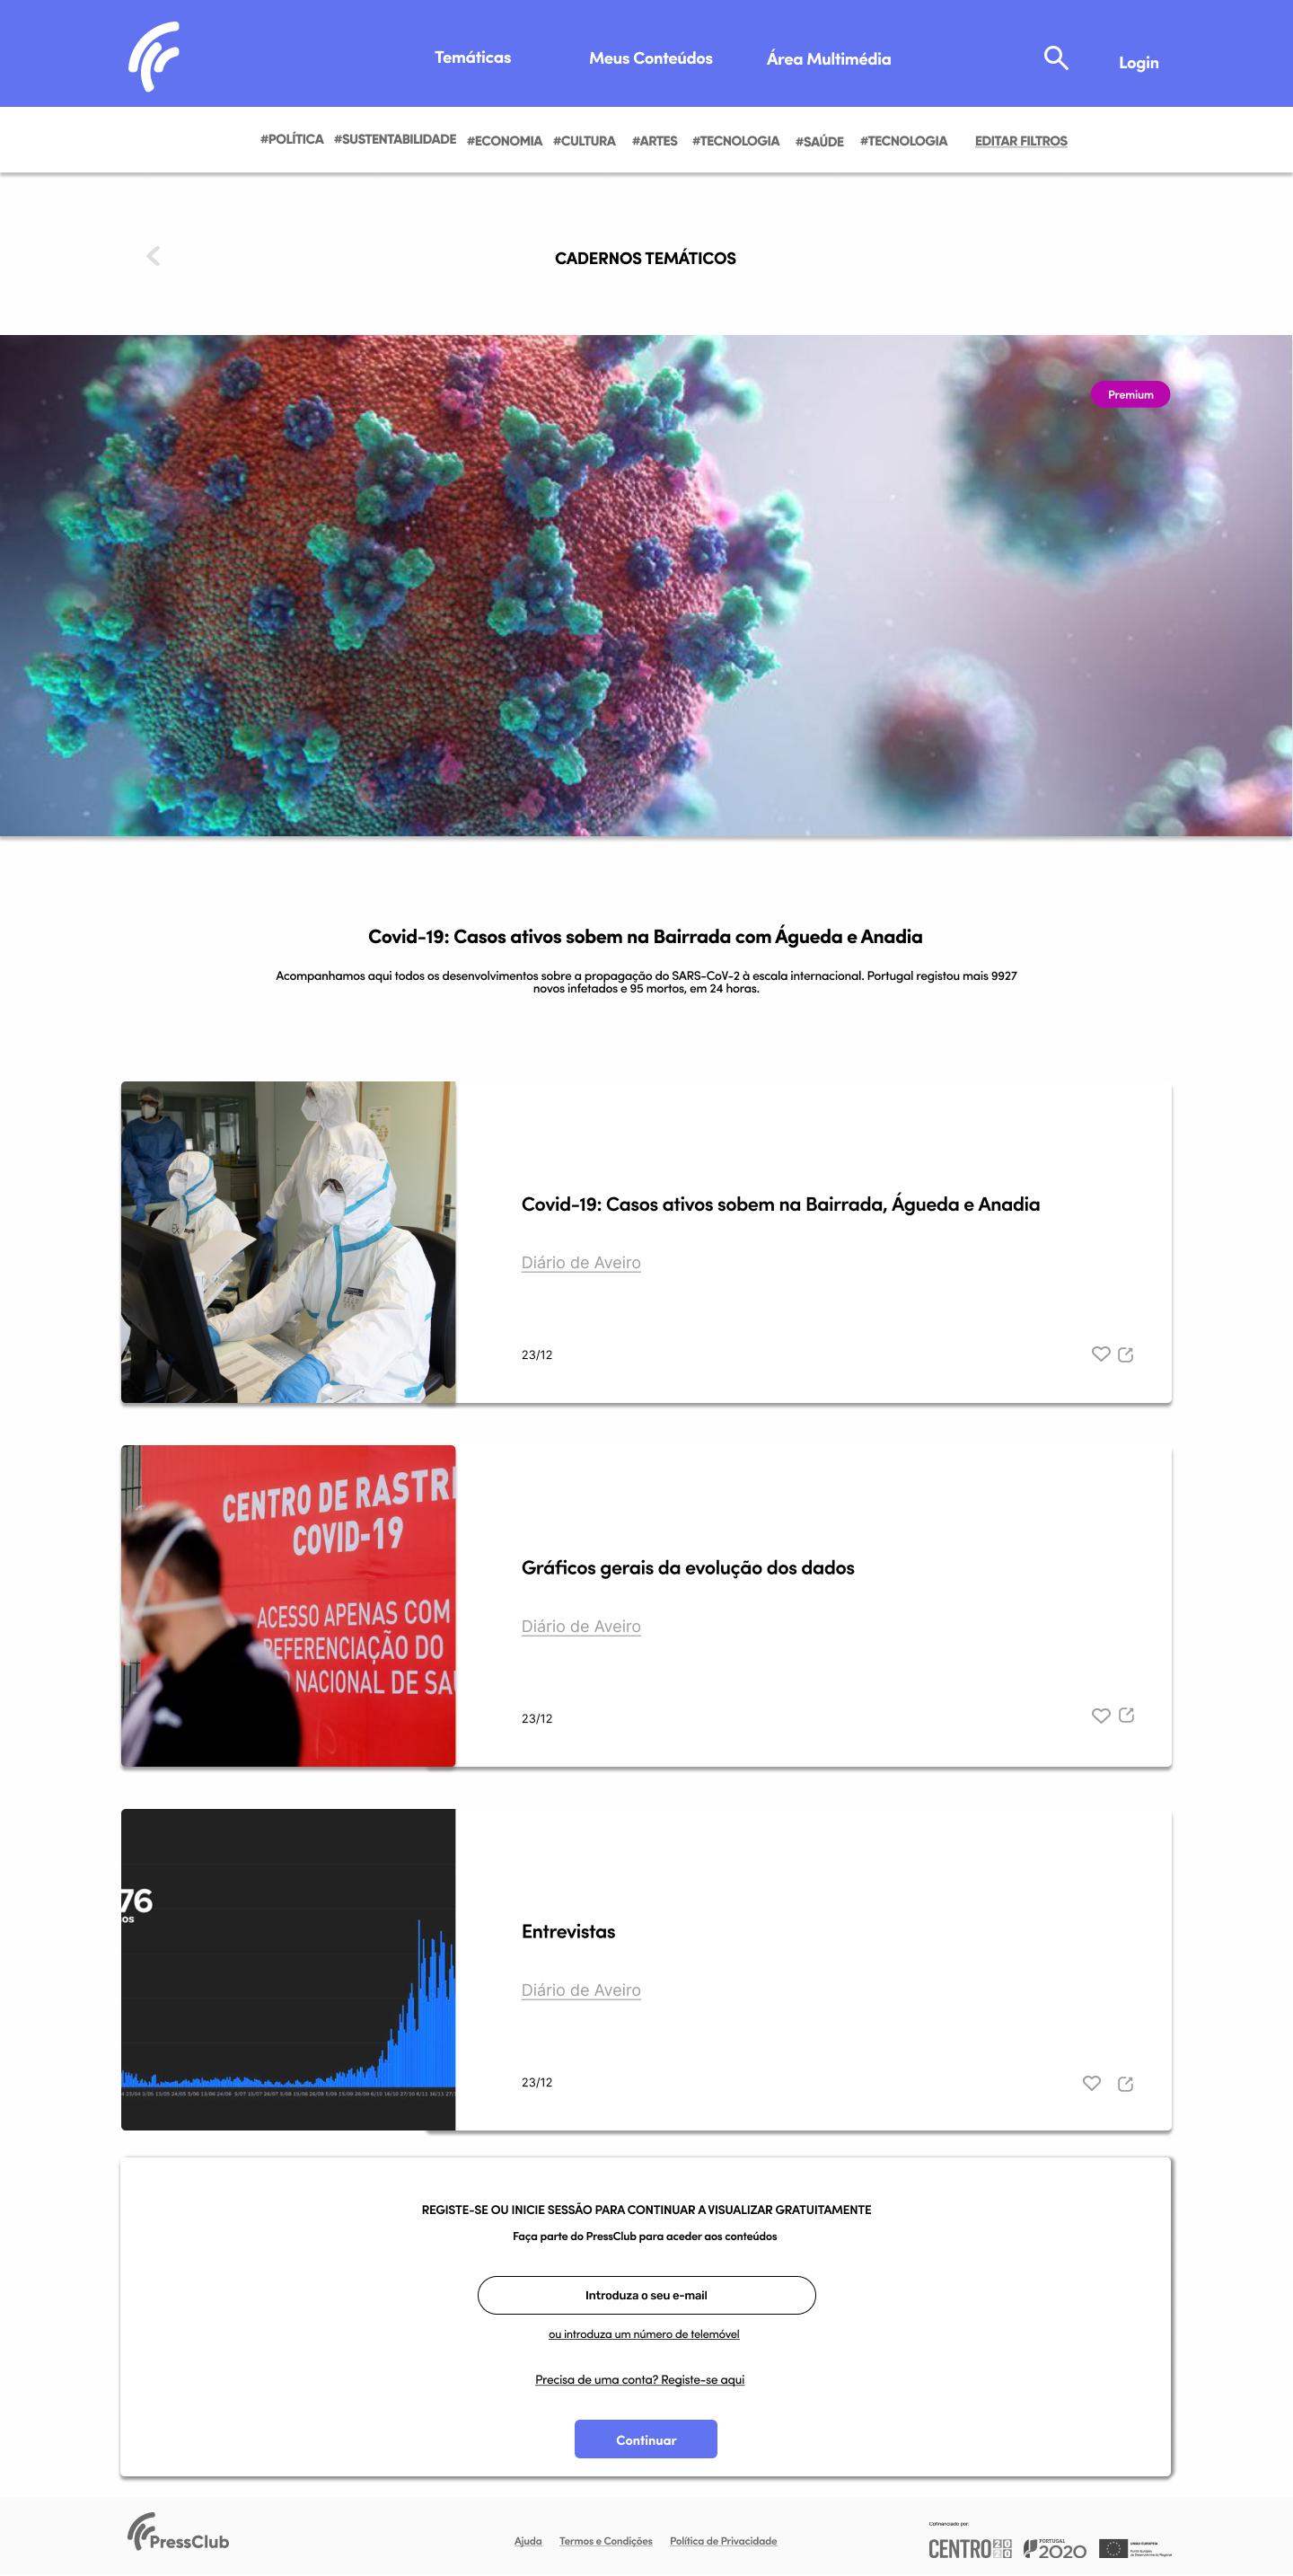 Temáticas
Meus Conteúdos
Área Multimédia
Login
#POLÍTICA #SUSTENTABILIDADE #ECONOMIA #CULTURA #ARTES #TECNOLOGIA #SAÚDE #TECNOLOGIA EDITAR FILTROS
CADERNOS TEMÁTICOS
Premium
Covid-19: Casos ativos sobem na Bairrada com Águeda e Anadia
Acompanhamos aqui todos os desenvolvimentos sobre a propagação do SARS-CoV-2 à escala internacional. Portugal registou mais 9927
novos infetados e 95 mortos, em 24 horas.
Covid-19: Casos ativos sobem na Bairrada, Águeda e Anadia
Diário de Aveiro
23/12
CENTRO DE RASTRE
COVID-19
ACESSO APENAS COM
REFERENCIAÇÃO DO
NACIONAL DE SAÚ
Gráficos gerais da evolução dos dados
Diário de Aveiro
23/12
76
os
Entrevistas
Diário de Aveiro
23/12
REGISTE-SE OU INICIE SESSÃO PARA CONTINUAR A VISUALIZAR GRATUITAMENTE
Faça parte do PressClub para aceder aos conteúdos
Introduza o seu e-mail
ou introduza um número de telemóvel
Precisa de uma conta? Registe-se aqui
Continuar
PressClub
Ajuda
Termos e Condições
Política de Privacidade
Cofinanciado por:
CENTRO 2020
PORTUGAL
2020
UNIÃO EUROPEIA